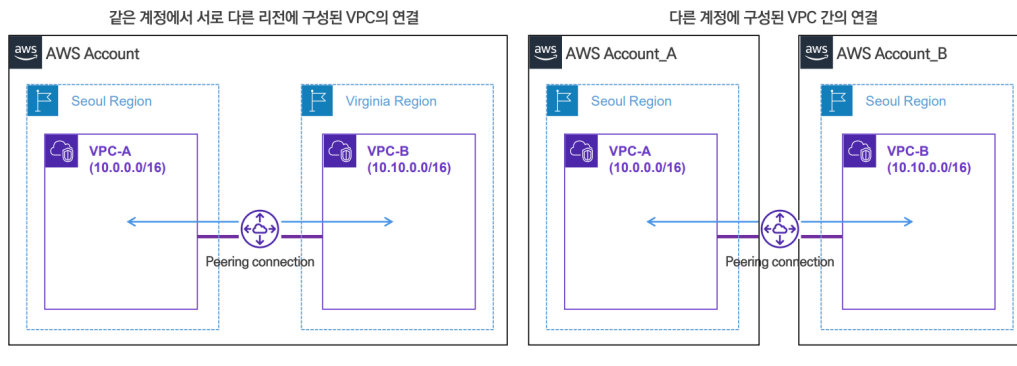 같은 계정에서 서로 다른 리전에 구성된 VPC의 연결
aws AWS Account
Seoul Region
VPC-A
(10.0.0.0/16)
Virginia Region
VPC-B
(10.10.0.0/16)
Peering connection
다른 계정에 구성된 VPC 간의 연결
aws AWS Account_A
Seoul Region
VPC-A
(10.0.0.0/16)
aws AWS Account_B
Seoul Region
VPC-B
(10.10.0.0/16)
Peering connection